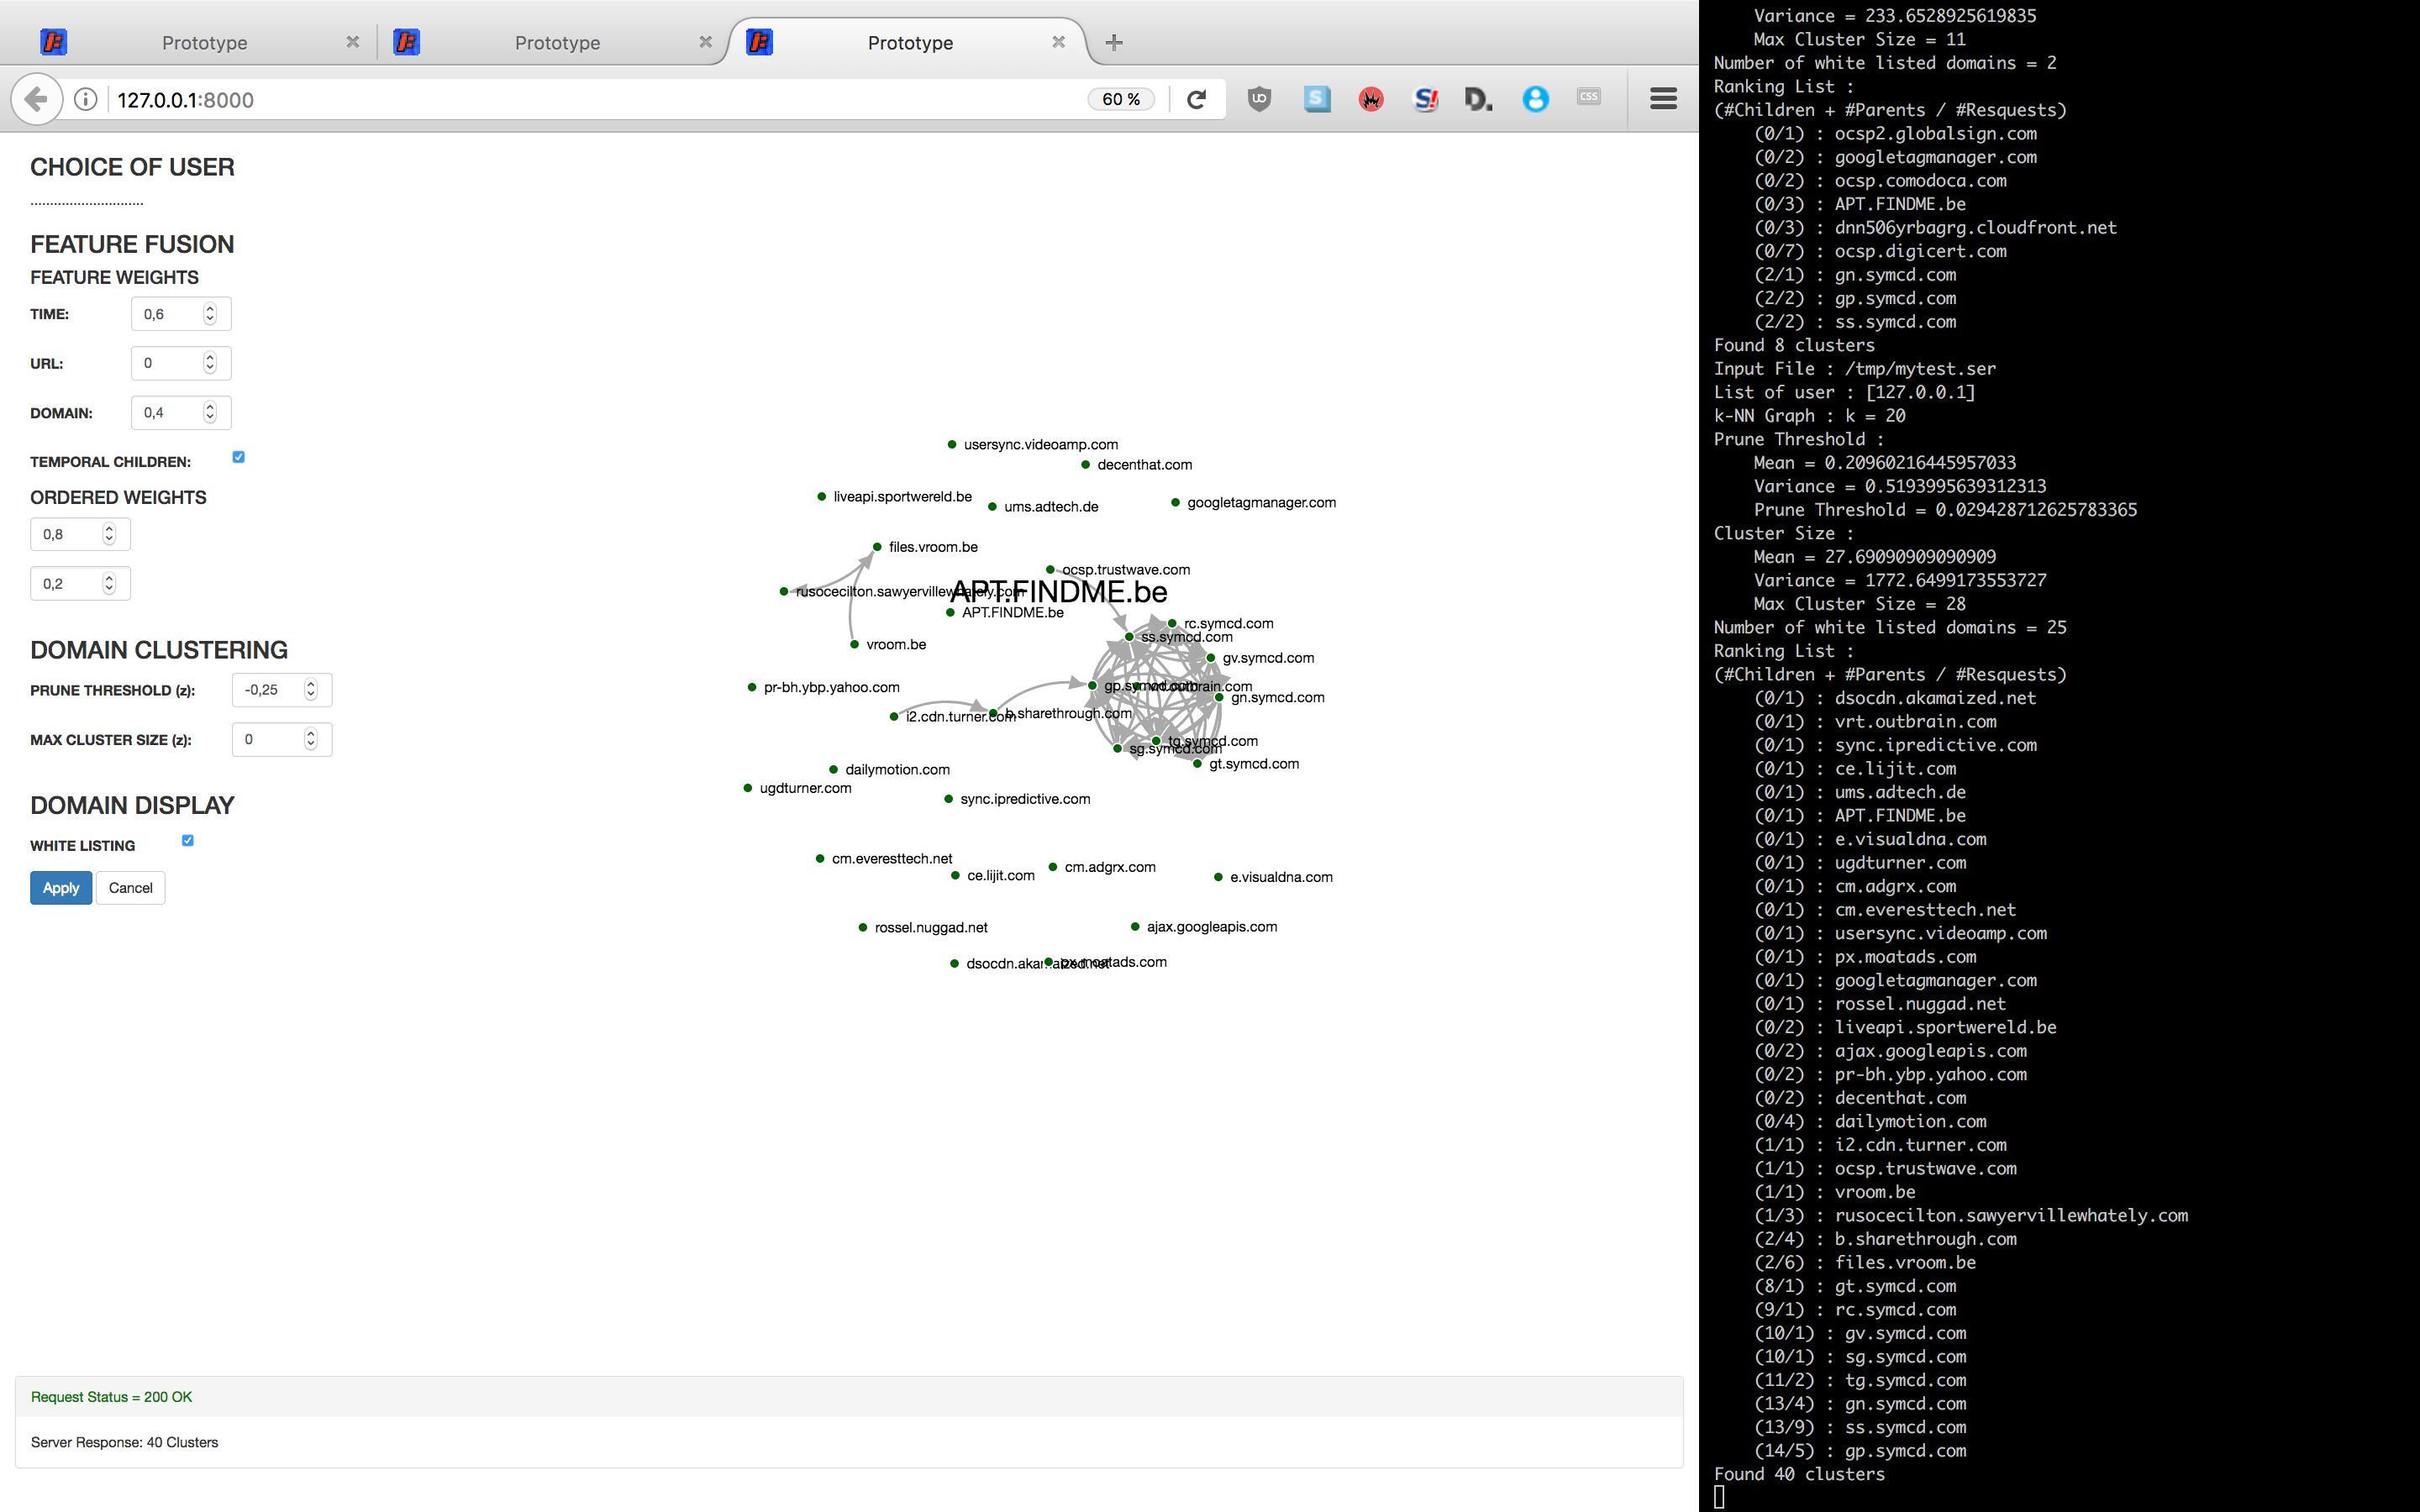 Prototype
Prototype
Prototype
127.0.0.1:8000
60 %
CHOICE OF USER
FEATURE FUSION
FEATURE WEIGHTS
TIME: 0,6
URL: 0
DOMAIN: 0,4
TEMPORAL CHILDREN:
ORDERED WEIGHTS
0,8
0,2
DOMAIN CLUSTERING
PRUNE THRESHOLD (z): -0,25
MAX CLUSTER SIZE (z): 0
DOMAIN DISPLAY
WHITE LISTING
Apply Cancel
usersync.videoamp.com
decenthat.com
liveapi.sportwereld.be
ums.adtech.de
googletagmanager.com
files.vroom.be
ocsp.trustwave.com
rusocecilton.sawyervillewhately.com
APT.FINDME.be
APT.FINDME.be
rc.symcd.com
ss.symcd.com
vroom.be
gv.symcd.com
pr-bh.ybp.yahoo.com
gp.symcd.com
vrt.outbrain.com
gn.symcd.com
i2.cdn.turner.com
b.sharethrough.com
tg.symcd.com
sg.symcd.com
gt.symcd.com
dailymotion.com
ugdturner.com
sync.ipredictive.com
cm.everesttech.net
ce.lijit.com
cm.adgrx.com
e.visualdna.com
rossel.nuggad.net
ajax.googleapis.com
dsocdn.akamaized.net
px.moatads.com
Request Status = 200 OK
Server Response: 40 Clusters
Variance = 233.6528925619835
Max Cluster Size = 11
Number of white listed domains = 2
Ranking List :
(#Children + #Parents / #Resquests)
(0/1) : ocsp2.globalsign.com
(0/2) : googletagmanager.com
(0/2) : ocsp.comodoca.com
(0/3) : APT.FINDME.be
(0/3) : dnn506yrbagrg.cloudfront.net
(0/7) : ocsp.digicert.com
(2/1) : gn.symcd.com
(2/2) : gp.symcd.com
(2/2) : ss.symcd.com
Found 8 clusters
Input File : /tmp/mytest.ser
List of user : [127.0.0.1]
k-NN Graph : k = 20
Prune Threshold :
Mean = 0.20960216445957033
Variance = 0.5193995639312313
Prune Threshold = 0.029428712625783365
Cluster Size :
Mean = 27.69090909090909
Variance = 1772.6499173553727
Max Cluster Size = 28
Number of white listed domains = 25
Ranking List :
(#Children + #Parents / #Resquests)
(0/1) : dsocdn.akamaized.net
(0/1) : vrt.outbrain.com
(0/1) : sync.ipredictive.com
(0/1) : ce.lijit.com
(0/1) : ums.adtech.de
(0/1) : APT.FINDME.be
(0/1) : e.visualdna.com
(0/1) : ugdturner.com
(0/1) : cm.adgrx.com
(0/1) : cm.everesttech.net
(0/1) : usersync.videoamp.com
(0/1) : px.moatads.com
(0/1) : googletagmanager.com
(0/1) : rossel.nuggad.net
(0/2) : liveapi.sportwereld.be
(0/2) : ajax.googleapis.com
(0/2) : pr-bh.ybp.yahoo.com
(0/2) : decenthat.com
(0/4) : dailymotion.com
(1/1) : i2.cdn.turner.com
(1/1) : ocsp.trustwave.com
(1/1) : vroom.be
(1/3) : rusocecilton.sawyervillewhately.com
(2/4) : b.sharethrough.com
(2/6) : files.vroom.be
(8/1) : gt.symcd.com
(9/1) : rc.symcd.com
(10/1) : gv.symcd.com
(10/1) : sg.symcd.com
(11/2) : tg.symcd.com
(13/4) : gn.symcd.com
(13/9) : ss.symcd.com
(14/5) : gp.symcd.com
Found 40 clusters